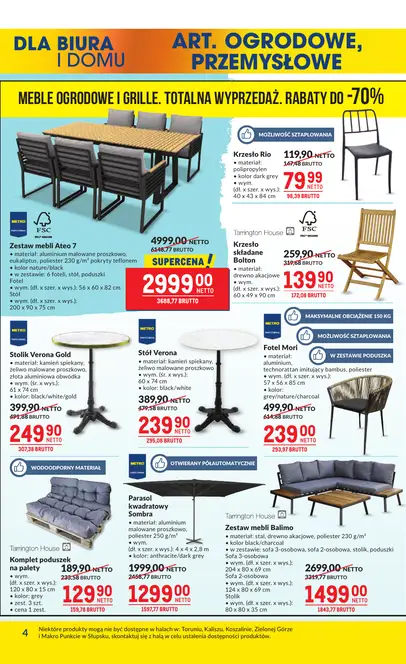 DLA BIURA
I DOMU
ART. OGRODOWE,
PRZEMYSŁOWE
MEBLE OGRODOWE I GRILLE. TOTALNA WYPRZEDAŻ. RABATY DO -70%
MOŻLIWOŚĆ SZTAPLOWANIA
Krzesło Rio
• materiał:
polipropylen
• kolor dark grey
• wym.
(dł. x szer. x wys.):
40 x 43 x 84 cm
119,90 NETTO
147,48 BRUTTO
79 99
NETTO
98,39 BRUTTO
METRO
FSC
Zestaw mebli Ateo 7
• materiał: aluminium malowane proszkowo,
eukaliptus, poliester 230 g/m² pokryty teflonem
• kolor nature/black
• w zestawie: 6 foteli, stół, poduszki
Fotel
• wym. (dł. x szer. x wys.): 56 x 60 x 82 cm
Stół
• wym. (dł. x szer. x wys.):
200 x 90 x 75 cm
4999,00 NETTO
6148,77 BRUTTO
SUPERCENA!
2999 00
NETTO
3688,77 BRUTTO
Tarrington House
FSC
Krzesło
składane
Bolton
• materiał:
drewno akacjowe
• wym.
(dł. x szer. x wys.):
60 x 49 x 90 cm
259,90 NETTO
319,68 BRUTTO
139 90
NETTO
172,08 BRUTTO
METRO
Stolik Verona Gold
• materiał: kamień spiekany,
żeliwo malowane proszkowo,
złota aluminiowa obwódka
• wym. (śr. x wys.):
61 x 74 cm
• kolor: black/white/gold
399,90 NETTO
491,88 BRUTTO
249 90
NETTO
307,38 BRUTTO
METRO
Stół Verona
• materiał: kamień spiekany,
żeliwo malowane proszkowo
• wym. (śr. x wys.):
60 x 74 cm
• kolor: black/white
389,90 NETTO
479,58 BRUTTO
239 90
NETTO
295,08 BRUTTO
MAKSYMALNE OBCIĄŻENIE 150 KG
METRO
W ZESTAWIE PODUSZKA
Fotel Mori
• materiał:
aluminium,
technorattan imitujący bambus, poliester
• wym. (dł. x szer. x wys.):
57 x 56 x 85 cm
• kolor:
grey/nature/charcoal
499,90 NETTO
614,88 BRUTTO
239 00
NETTO
293,97 BRUTTO
WODOODPORNY MATERIAŁ
Tarrington House
Komplet poduszek
na palety
• wym.
(dł. x szer. x wys.):
120 x 80 x 15 cm
• kolor: grey
• zest. 3 szt.
• cena 1 zest.
189,90 NETTO
233,58 BRUTTO
129 90
NETTO
159,78 BRUTTO
METRO
OTWIERANY PÓŁAUTOMATYCZNIE
Parasol
kwadratowy
Sombra
• materiał: aluminium
malowane proszkowo,
poliester 250 g/m²
• wym.
(dł. x szer. x wys.): 4 x 4 x 2,8 m
• kolor: anthracite/dark grey
1999,00 NETTO
2458,77 BRUTTO
1299 00
NETTO
1597,77 BRUTTO
Tarrington House
Zestaw mebli Balimo
• materiał: stal, drewno akacjowe, poliester 230 g/m²
• kolor black/charcoal
• w zestawie: sofa 3-osobowa, sofa 2-osobowa, stolik, poduszki
Sofa 3-osobowa
• wym. (dł. x szer. x wys.):
204 x 80 x 69 cm
Sofa 2-osobowa
• wym. (dł. x szer. x wys.):
124 x 80 x 69 cm
Stolik
• wym. (dł. x szer. x wys.):
80 x 80 x 35 cm
2699,00 NETTO
3319,77 BRUTTO
1499 00
NETTO
1843,77 BRUTTO
4
Niektóre produkty mogą nie być dostępne w halach w: Toruniu, Kaliszu, Koszalinie, Zielonej Górze
i Makro Punkcie w Słupsku, skontaktuj się z halą w celu ustalenia dostępności produktów.